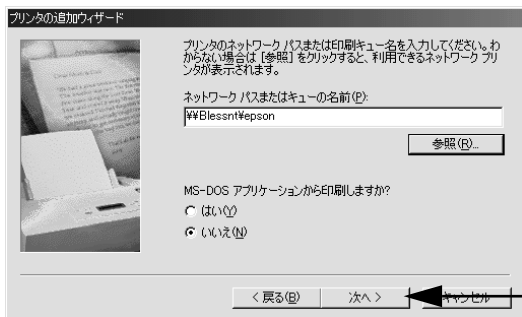 プリンタの追加ウィザード
プリンタのネットワーク パスまたは印刷キュー名を入力してください。わ
からない場合は [参照] をクリックすると、利用できるネットワーク プリ
ンタが表示されます。
ネットワーク パスまたはキューの名前(P):
¥¥Blessnt¥epson
参照(R)...
MS-DOS アプリケーションから印刷しますか?
はい(Y)
いいえ(N)
< 戻る(B) 次へ > キャンセル